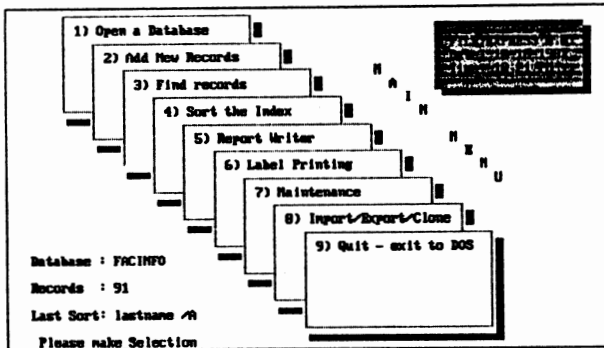 1) Open a Database
2) Add New Records
3) Find records
4) Sort the Index
5) Report Writer
6) Label Printing
7) Maintenance
8) Import/Export/Clone
9) Quit - exit to DOS
MAIN MENU
Database : FACINFO
Records : 91
Last Sort: lastname /A
Please make Selection